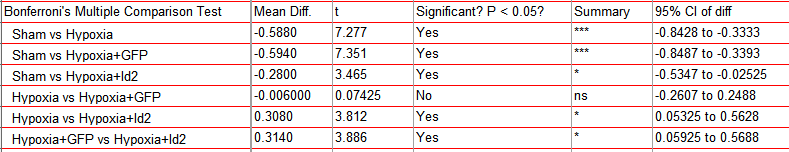 Bonferroni's Multiple Comparison Test Mean Diff. t Significant? P < 0.05? Summary 95% CI of diff
Sham vs Hypoxia -0.5880 7.277 Yes *** -0.8428 to -0.3333
Sham vs Hypoxia+GFP -0.5940 7.351 Yes *** -0.8487 to -0.3393
Sham vs Hypoxia+Id2 -0.2800 3.465 Yes * -0.5347 to -0.02525
Hypoxia vs Hypoxia+GFP -0.006000 0.07425 No ns -0.2607 to 0.2488
Hypoxia vs Hypoxia+Id2 0.3080 3.812 Yes * 0.05325 to 0.5628
Hypoxia+GFP vs Hypoxia+Id2 0.3140 3.886 Yes * 0.05925 to 0.5688